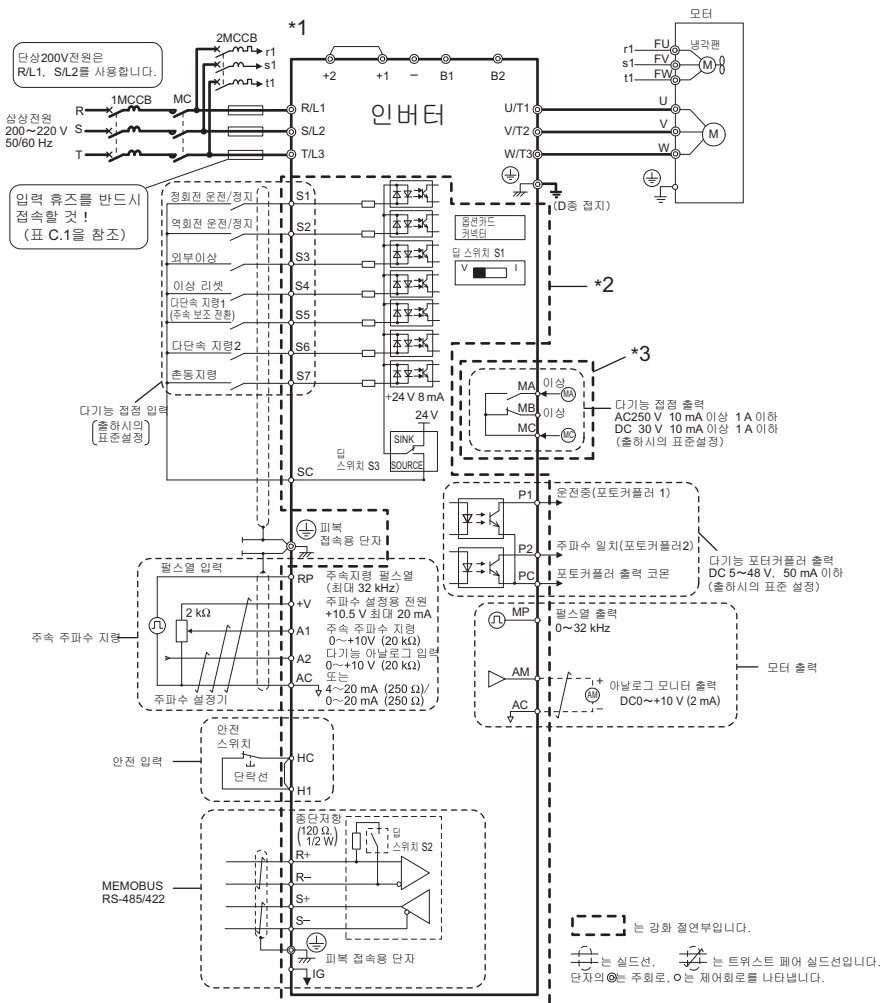 *1
2MCCB
r1
s1
t1
단상200V전원은
R/L1, S/L2를 사용합니다.
1MCCB
MC
R
삼상전원
200～220 V
50/60 Hz
S
T
R/L1
S/L2
T/L3
+2
+1
−
B1
B2
인버터
U/T1
V/T2
W/T3
(D종 접지)
모터
냉각팬
r1
s1
t1
FU
FV
FW
M
U
V
W
M
입력 휴즈를 반드시
접속할 것 !
(표 C.1을 참조)
정회전 운전/정지
S1
역회전 운전/정지
S2
외부이상
S3
이상 리셋
S4
다단속 지령1
(주속 보조 전환)
S5
다단속 지령2
S6
촌동지령
S7
다기능 접점 입력
출하시의
표준설정
SC
옵션카드
커넥터
딥 스위치 S1
V
I
*2
+24 V 8 mA
24 V
딥
스위치 S3
SINK
SOURCE
*3
MA
이상
MA
MB
이상
MC
MC
다기능 접점 출력
AC250 V 10 mA 이상 1 A 이하
DC 30 V 10 mA 이상 1 A 이하
(출하시의 표준설정)
피복
접속용 단자
P1
운전중(포토커플러 1)
P2
주파수 일치(포토커플러2)
PC
포토커플러 출력 코몬
다기능 포터커플러 출력
DC 5～48 V, 50 mA 이하
(출하시의 표준 설정)
펄스열 입력
RP
주속지령 펄스열
(최대 32 kHz)
2 kΩ
+V
주파수 설정용 전원
+10.5 V 최대 20 mA
주속 주파수 지령
A1
주속 주파수 지령
0～+10V (20 kΩ)
A2
다기능 아날로그 입력
0～+10 V (20 kΩ)
또는
4～20 mA (250 Ω)/
0～20 mA (250 Ω)
AC
주파수 설정기
MP
펄스열 출력
0～32 kHz
AM
+
AM
−
아날로그 모니터 출력
DC0～+10 V (2 mA)
AC
모터 출력
안전
스위치
안전 입력
단락선
HC
H1
종단저항
(120 Ω,
1/2 W)
딥
스위치 S2
MEMOBUS
RS-485/422
R+
R−
S+
S−
피복 접속용 단자
IG
는 강화 절연부입니다.
는 실드선, 는 트위스트 페어 실드선입니다.
단자의 ◎는 주회로, ○는 제어회로를 나타냅니다.